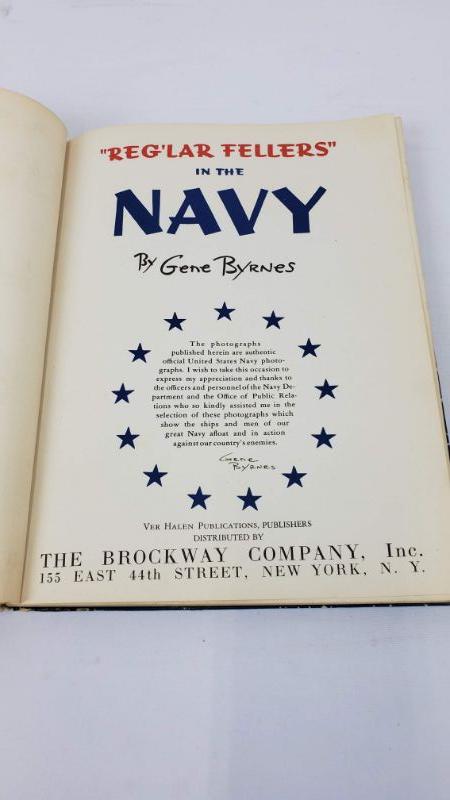 "REG'LAR FELLERS"
IN THE
NAVY
By Gene Byrnes
The photographs
published herein are authentic
official United States Navy photo-
graphs. I wish to take this occasion to
express my appreciation and thanks to
the officers and personnel of the Navy De-
partment and the Office of Public Rela-
tions who so kindly assisted me in the
selection of these photographs which
show the ships and men of our
great Navy afloat and in action
against our country's enemies.
Gene
Byrnes
Ver Halen Publications, Publishers
DISTRIBUTED BY
THE BROCKWAY COMPANY, Inc.
155 EAST 44th STREET, NEW YORK, N. Y.